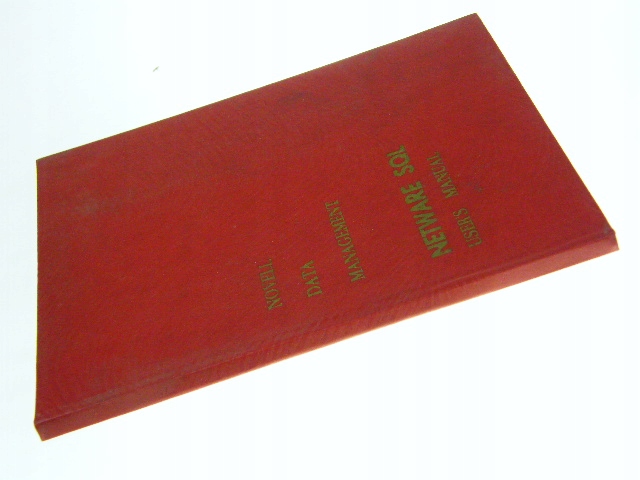 NOVELL
DATA
MANAGEMENT
NETWARE SQL
USER'S MANUAL